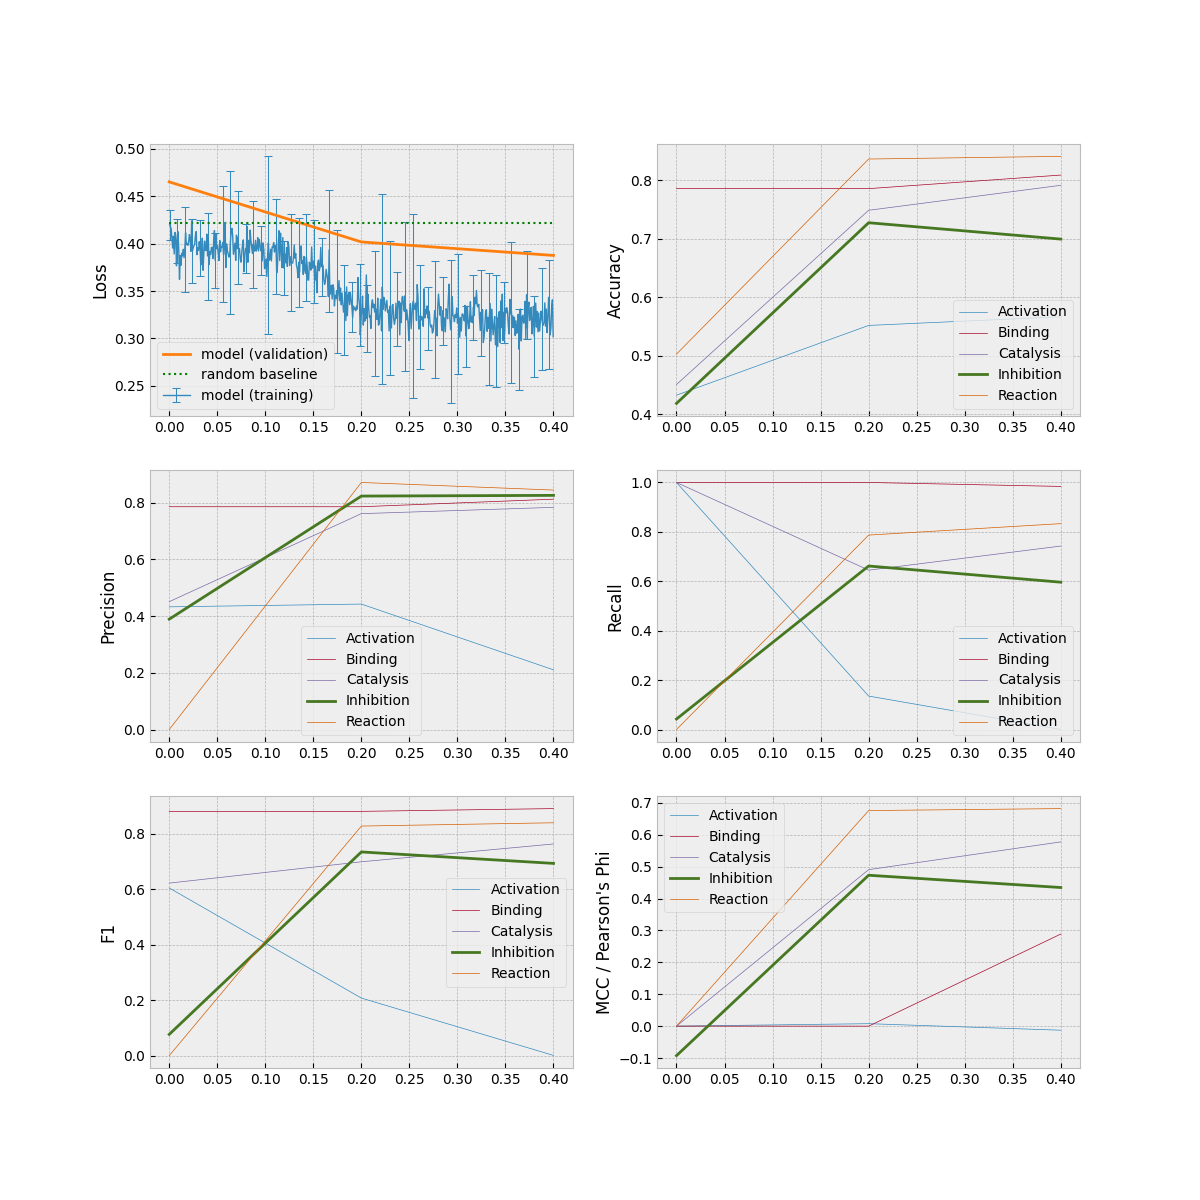 0.50
0.45
0.40
0.35
0.30
0.25
Loss
model (validation)
random baseline
model (training)
0.00 0.05 0.10 0.15 0.20 0.25 0.30 0.35 0.40
0.8
0.7
0.6
0.5
0.4
Accuracy
Activation
Binding
Catalysis
Inhibition
Reaction
0.00 0.05 0.10 0.15 0.20 0.25 0.30 0.35 0.40
0.8
0.6
0.4
0.2
0.0
Precision
Activation
Binding
Catalysis
Inhibition
Reaction
0.00 0.05 0.10 0.15 0.20 0.25 0.30 0.35 0.40
1.0
0.8
0.6
0.4
0.2
0.0
Recall
Activation
Binding
Catalysis
Inhibition
Reaction
0.00 0.05 0.10 0.15 0.20 0.25 0.30 0.35 0.40
0.8
0.6
0.4
0.2
0.0
F1
Activation
Binding
Catalysis
Inhibition
Reaction
0.00 0.05 0.10 0.15 0.20 0.25 0.30 0.35 0.40
0.7
0.6
0.5
0.4
0.3
0.2
0.1
0.0
−0.1
MCC / Pearson's Phi
Activation
Binding
Catalysis
Inhibition
Reaction
0.00 0.05 0.10 0.15 0.20 0.25 0.30 0.35 0.40